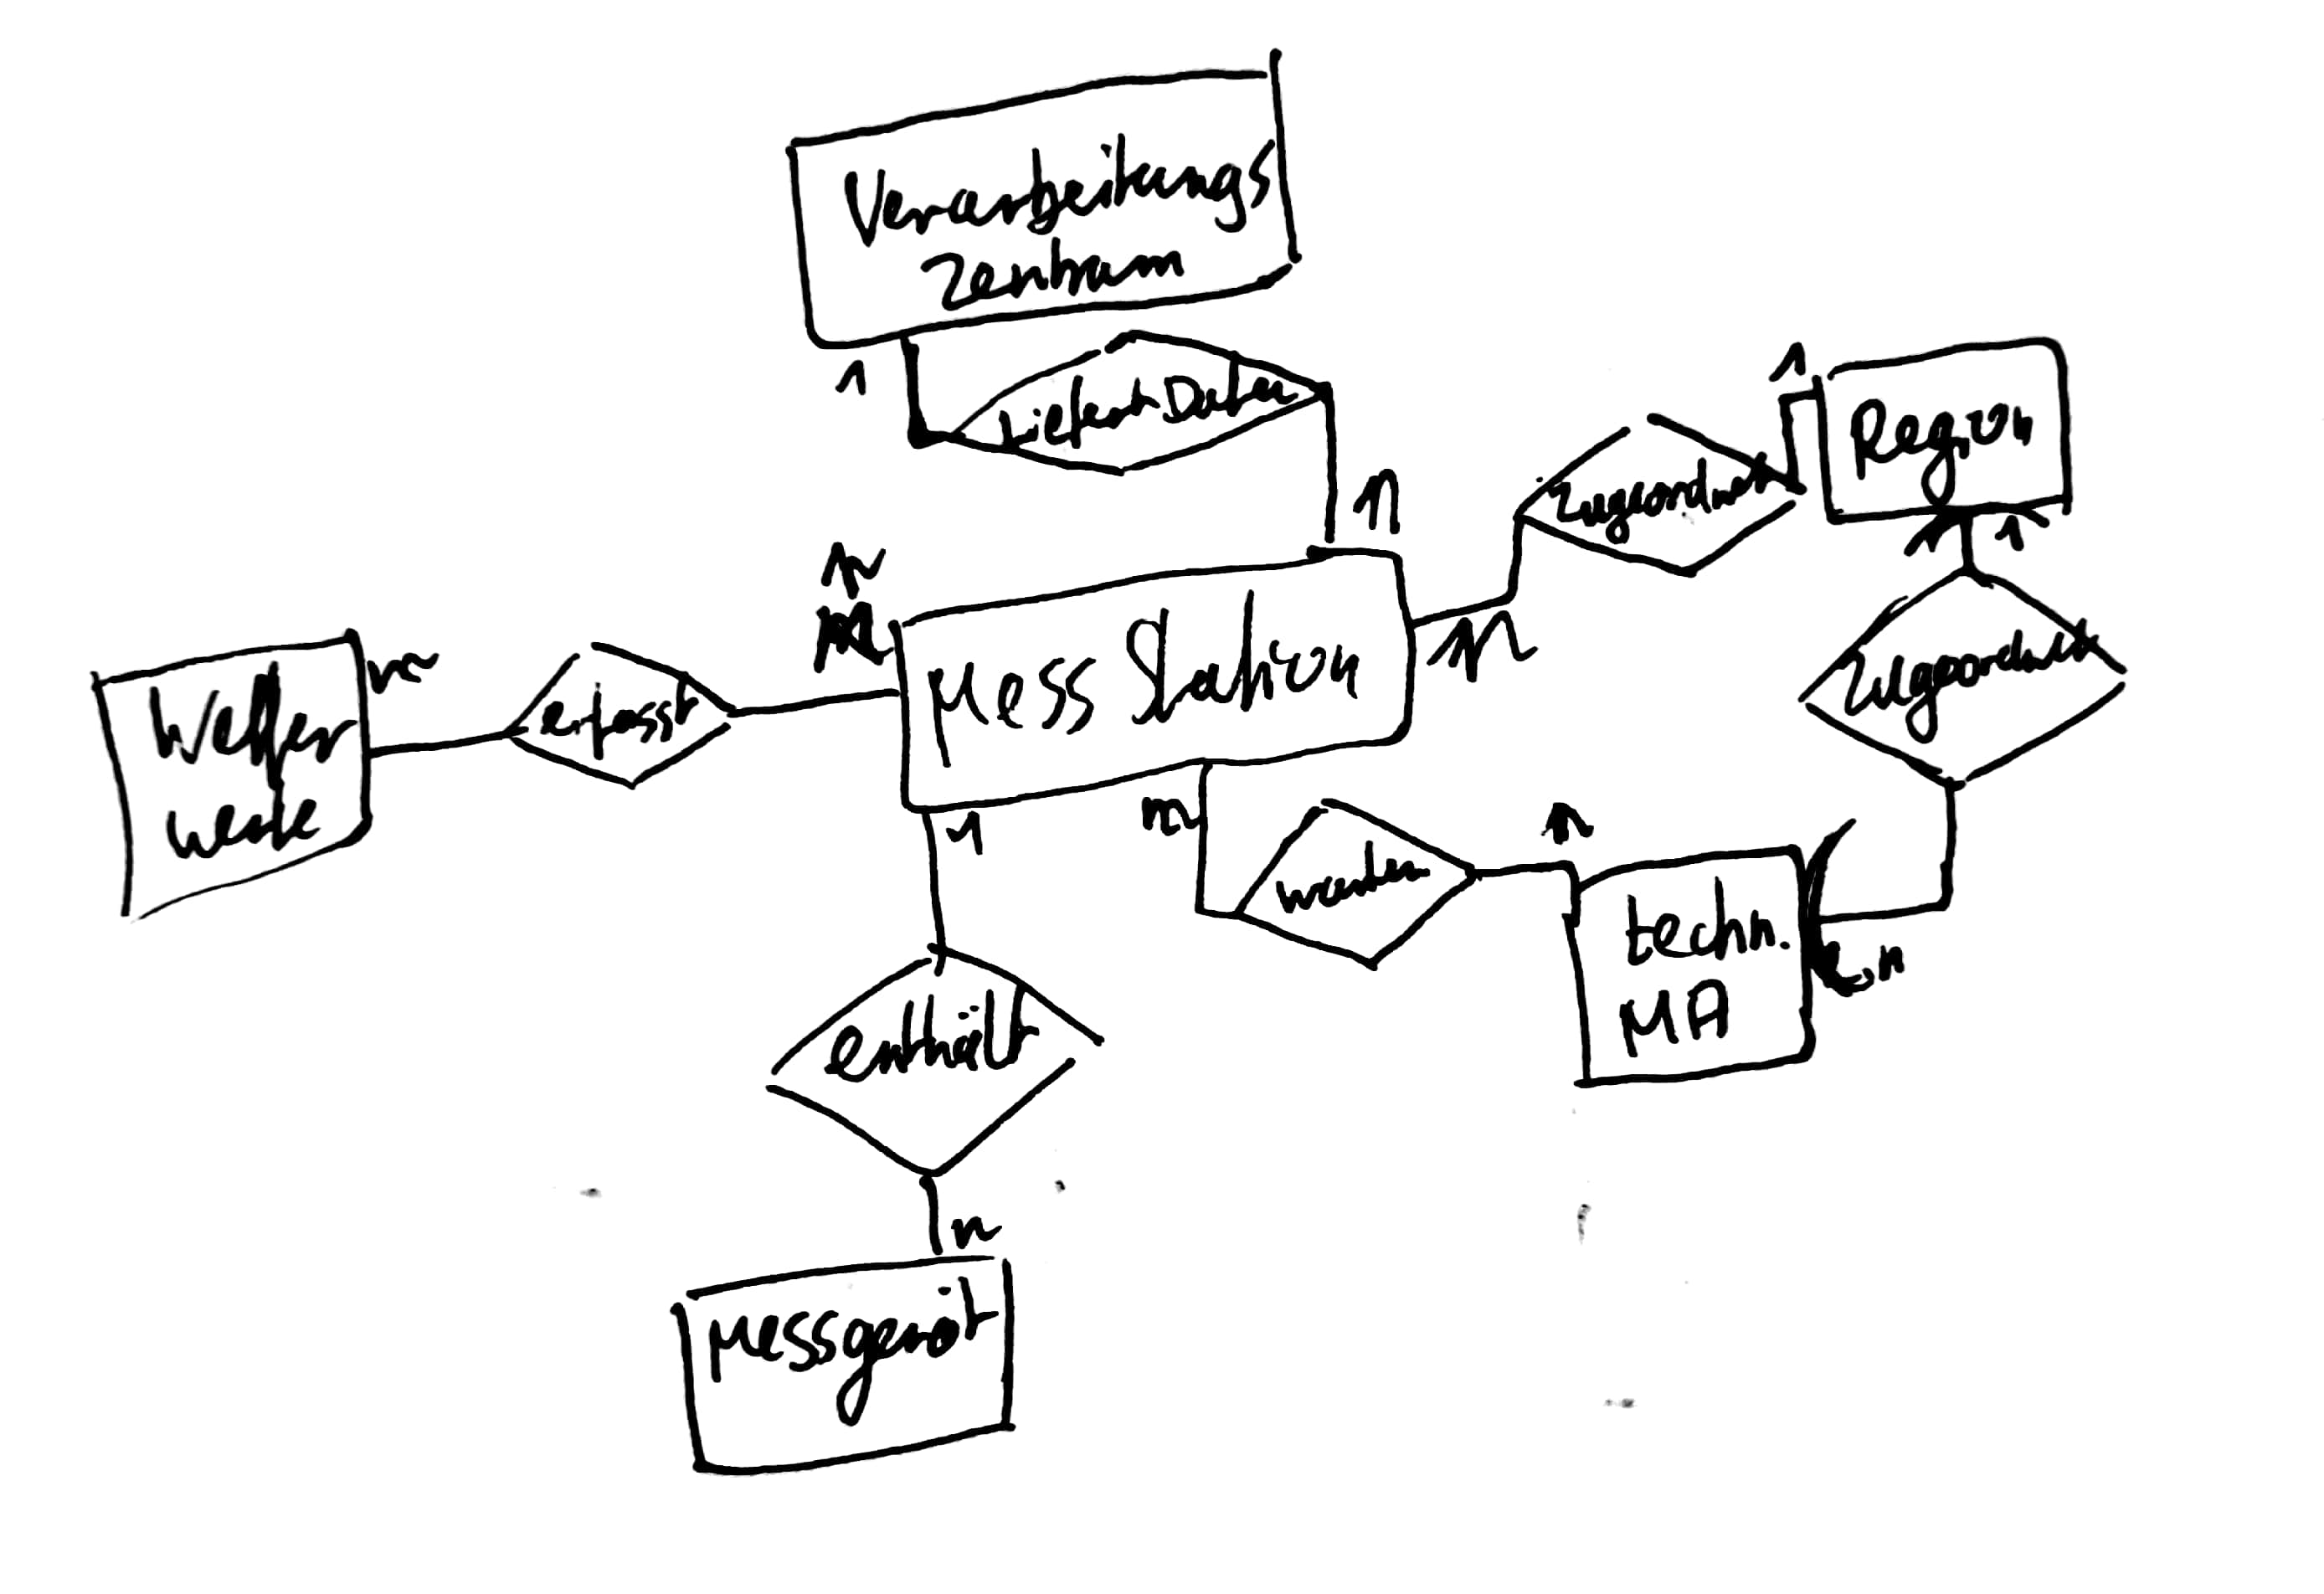 Verarbeitungs
zentrum
1
Liefert Daten
n
1
Region
zugeordnet
1
n
n
Wetter
werte
n
erfasst
Mess Station
zugeordnet
1
n
warten
n
techn.
MA
n
enthält
n
Messgerät